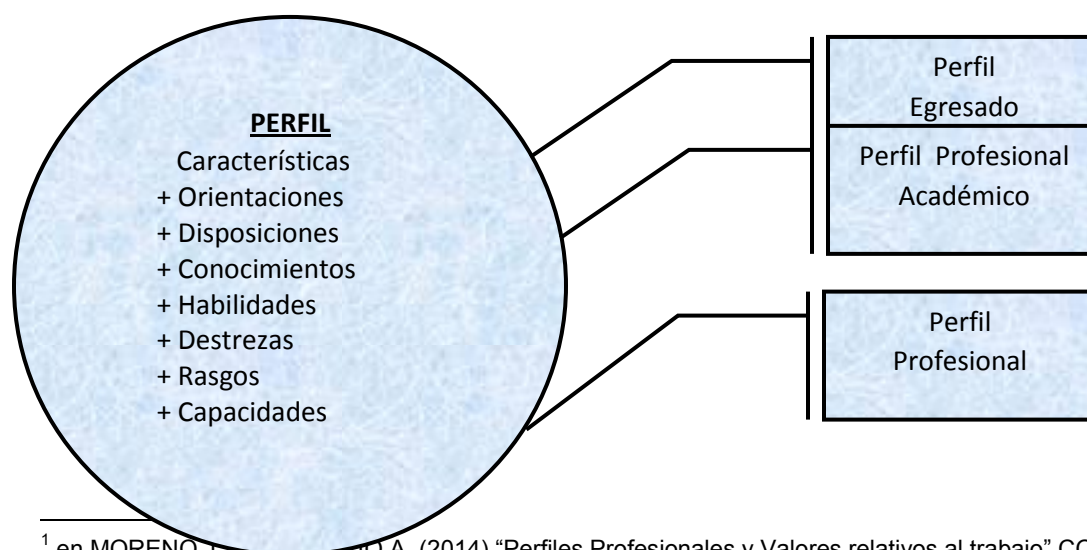 PERFIL
Características
+ Orientaciones
+ Disposiciones
+ Conocimientos
+ Habilidades
+ Destrezas
+ Rasgos
+ Capacidades
Perfil
Egresado
Perfil Profesional
Académico
Perfil
Profesional
1 en MORENO, A. (2014) “Perfiles Profesionales y Valores relativos al trabajo”